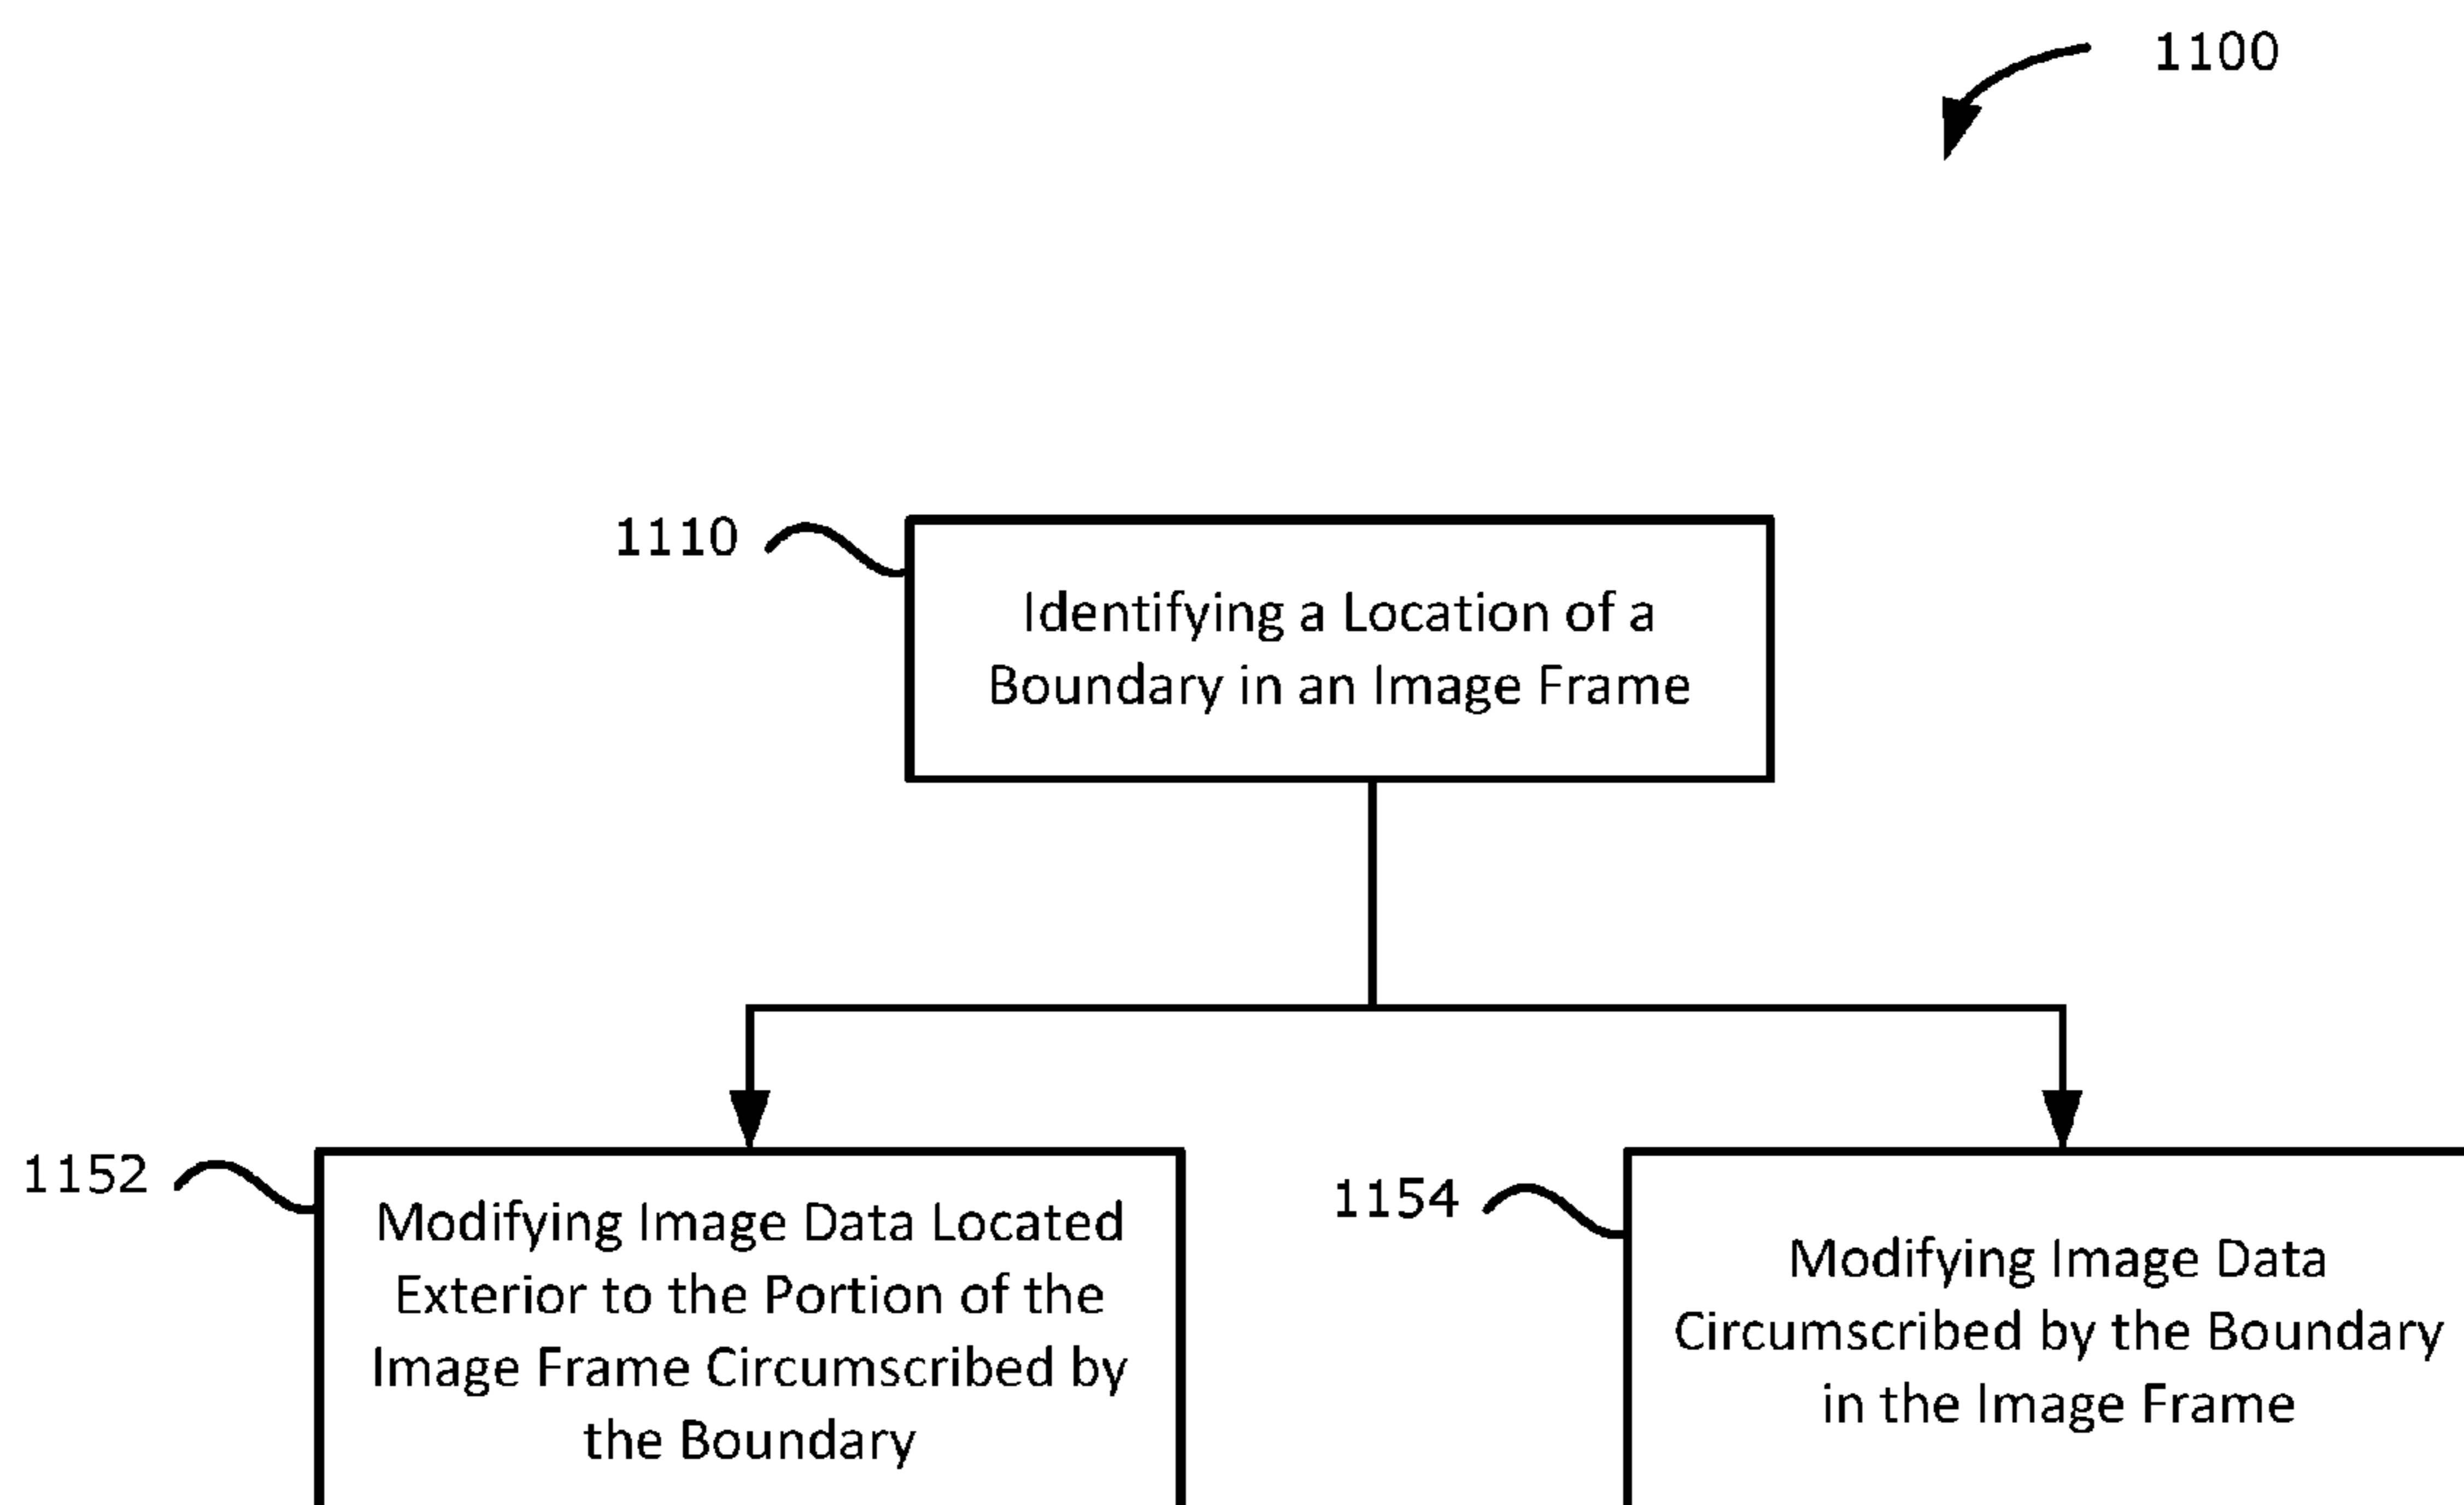 1100
1110
Identifying a Location of a
Boundary in an Image Frame
1152
Modifying Image Data Located
Exterior to the Portion of the
Image Frame Circumscribed by
the Boundary
1154
Modifying Image Data
Circumscribed by the Boundary
in the Image Frame